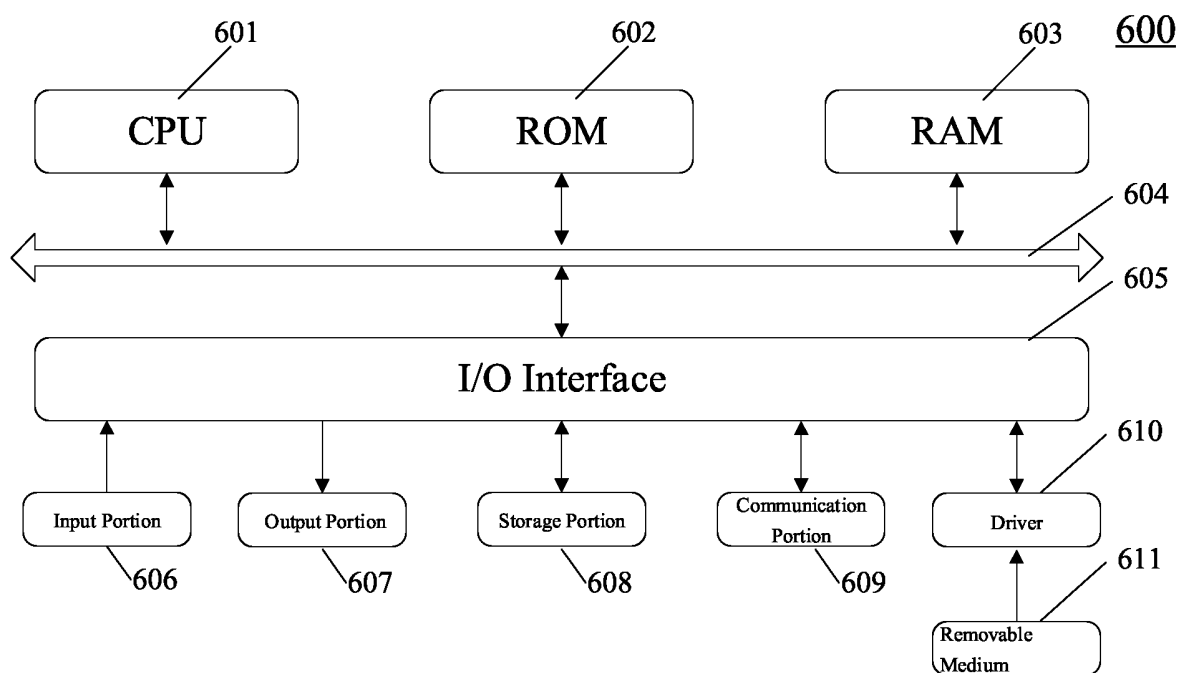 601
602
603
600
CPU
ROM
RAM
604
605
I/O Interface
610
Input Portion
Output Portion
Storage Portion
Communication
Portion
Driver
606
607
608
609
611
Removable
Medium